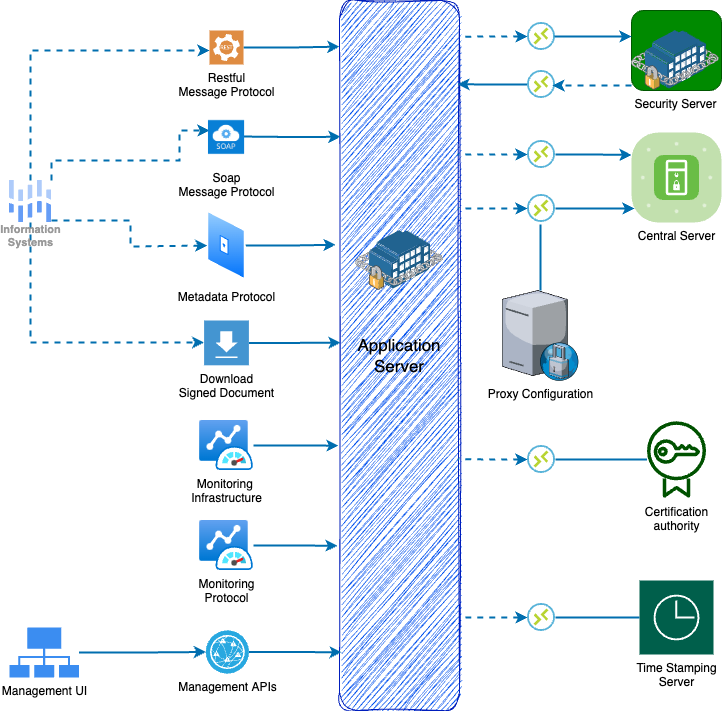 REST
Restful
Message Protocol
SOAP
Soap
Message Protocol
Information
Systems
Metadata Protocol
Download
Signed Document
Monitoring
Infrastructure
Monitoring
Protocol
Management UI
Management APIs
Application
Server
Security Server
Central Server
Proxy Configuration
Certification
authority
Time Stamping
Server